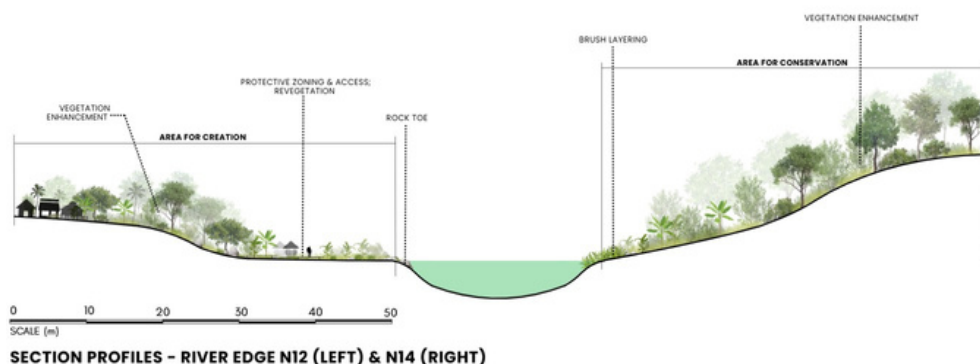 VEGETATION ENHANCEMENT
BRUSH LAYERING
AREA FOR CONSERVATION
PROTECTIVE ZONING & ACCESS;
REVEGETATION
VEGETATION
ENHANCEMENT
ROCK TOE
AREA FOR CREATION
0 10 20 30 40 50
SCALE (m)
SECTION PROFILES - RIVER EDGE N12 (LEFT) & N14 (RIGHT)